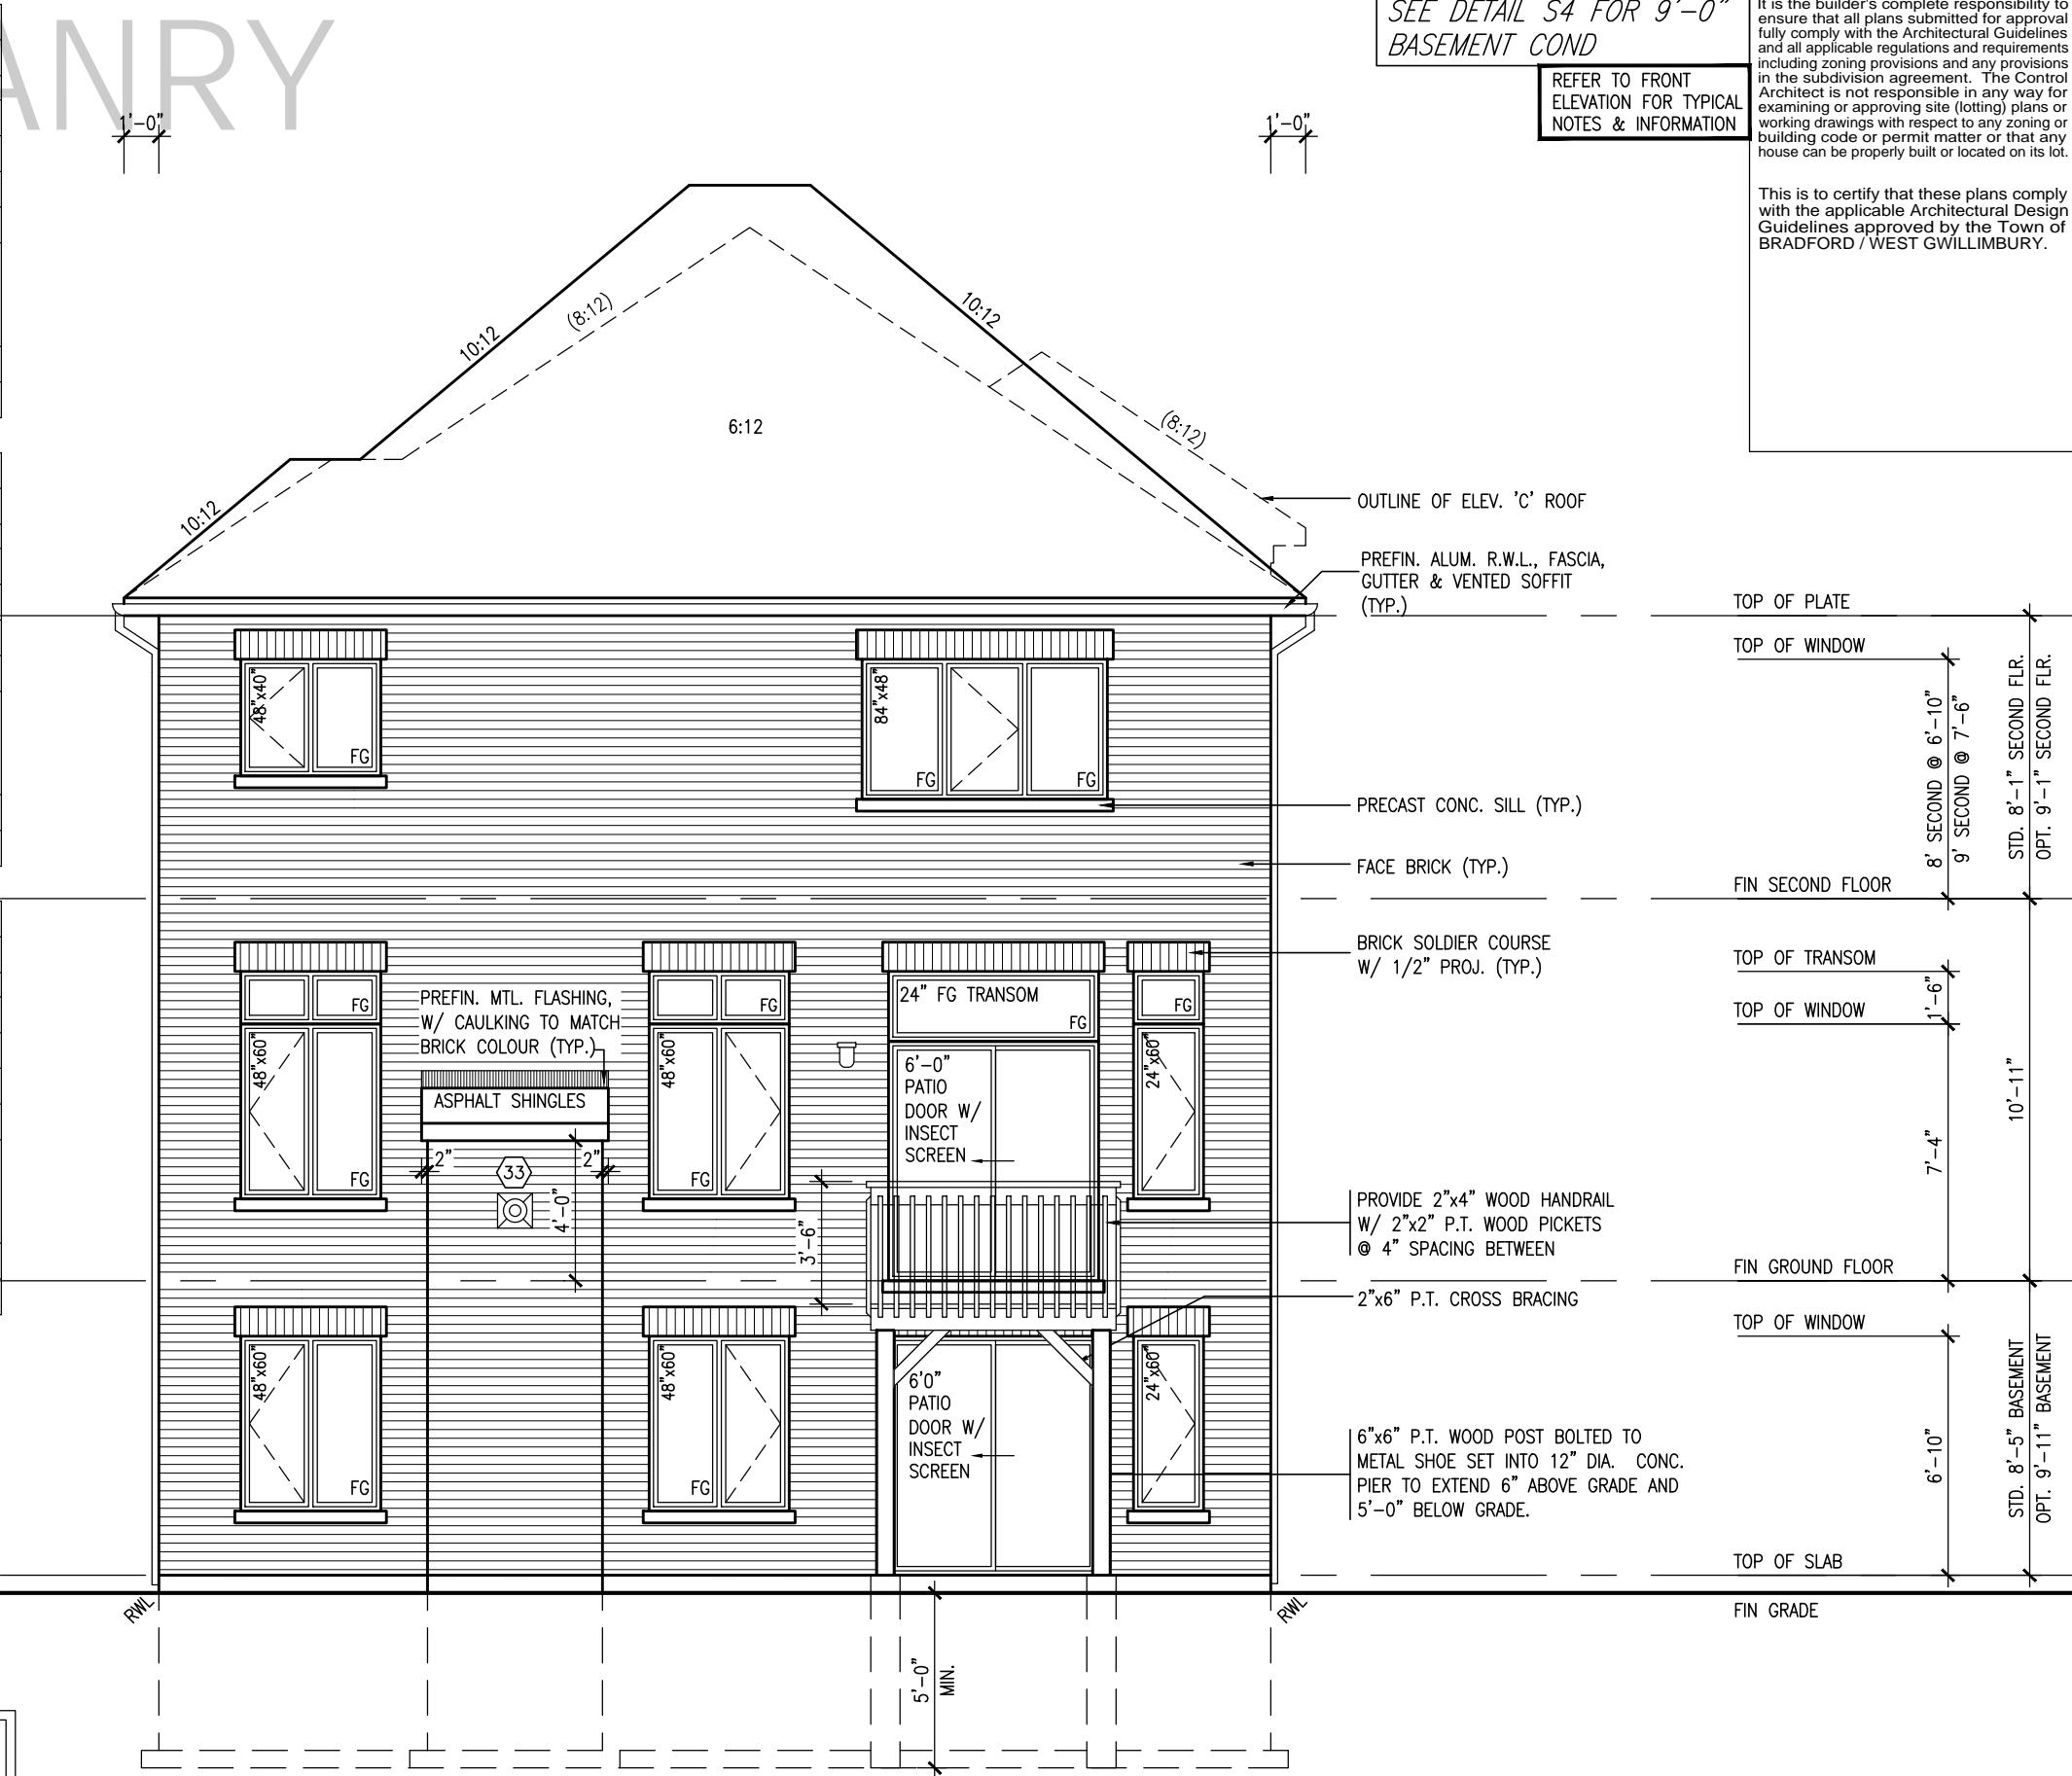 ANRY
SEE DETAIL S4 FOR 9'-0"
BASEMENT COND
REFER TO FRONT
ELEVATION FOR TYPICAL
NOTES & INFORMATION
It is the builder's complete responsibility to
ensure that all plans submitted for approval
fully comply with the Architectural Guidelines
and all applicable regulations and requirements
including zoning provisions and any provisions
in the subdivision agreement. The Control
Architect is not responsible in any way for
examining or approving site (lotting) plans or
working drawings with respect to any zoning or
building code or permit matter or that any
house can be properly built or located on its lot.
This is to certify that these plans comply
with the applicable Architectural Design
Guidelines approved by the Town of
BRADFORD / WEST GWILLIMBURY.
1'-0"
1'-0"
10:12
(8:12)
10:12
(8:12)
6:12
10:12
OUTLINE OF ELEV. 'C' ROOF
PREFIN. ALUM. R.W.L., FASCIA,
GUTTER & VENTED SOFFIT
(TYP.)
TOP OF PLATE
TOP OF WINDOW
48"x40"
FG
84"x48"
FG
FG
PRECAST CONC. SILL (TYP.)
FACE BRICK (TYP.)
8' SECOND @ 6'-10"
9' SECOND @ 7'-6"
STD. 8'-1" SECOND FLR.
OPT. 9'-1" SECOND FLR.
FIN SECOND FLOOR
BRICK SOLDIER COURSE
W/ 1/2" PROJ. (TYP.)
TOP OF TRANSOM
1'-6"
TOP OF WINDOW
FG
PREFIN. MTL. FLASHING,
W/ CAULKING TO MATCH
BRICK COLOUR (TYP.)
FG
24" FG TRANSOM
FG
FG
48"x60"
FG
ASPHALT SHINGLES
2"
33
2"
4'-0"
48"x60"
FG
6'-0"
PATIO
DOOR W/
INSECT
SCREEN
24"x60"
3'-6"
10'-11"
7'-4"
PROVIDE 2"x4" WOOD HANDRAIL
W/ 2"x2" P.T. WOOD PICKETS
@ 4" SPACING BETWEEN
FIN GROUND FLOOR
2"x6" P.T. CROSS BRACING
TOP OF WINDOW
48"x60"
FG
48"x60"
FG
6'0"
PATIO
DOOR W/
INSECT
SCREEN
24"x60"
6"x6" P.T. WOOD POST BOLTED TO
METAL SHOE SET INTO 12" DIA. CONC.
PIER TO EXTEND 6" ABOVE GRADE AND
5'-0" BELOW GRADE.
6'-10"
STD. 8'-5" BASEMENT
OPT. 9'-11" BASEMENT
TOP OF SLAB
RWL
RWL
FIN GRADE
5'-0"
MIN.